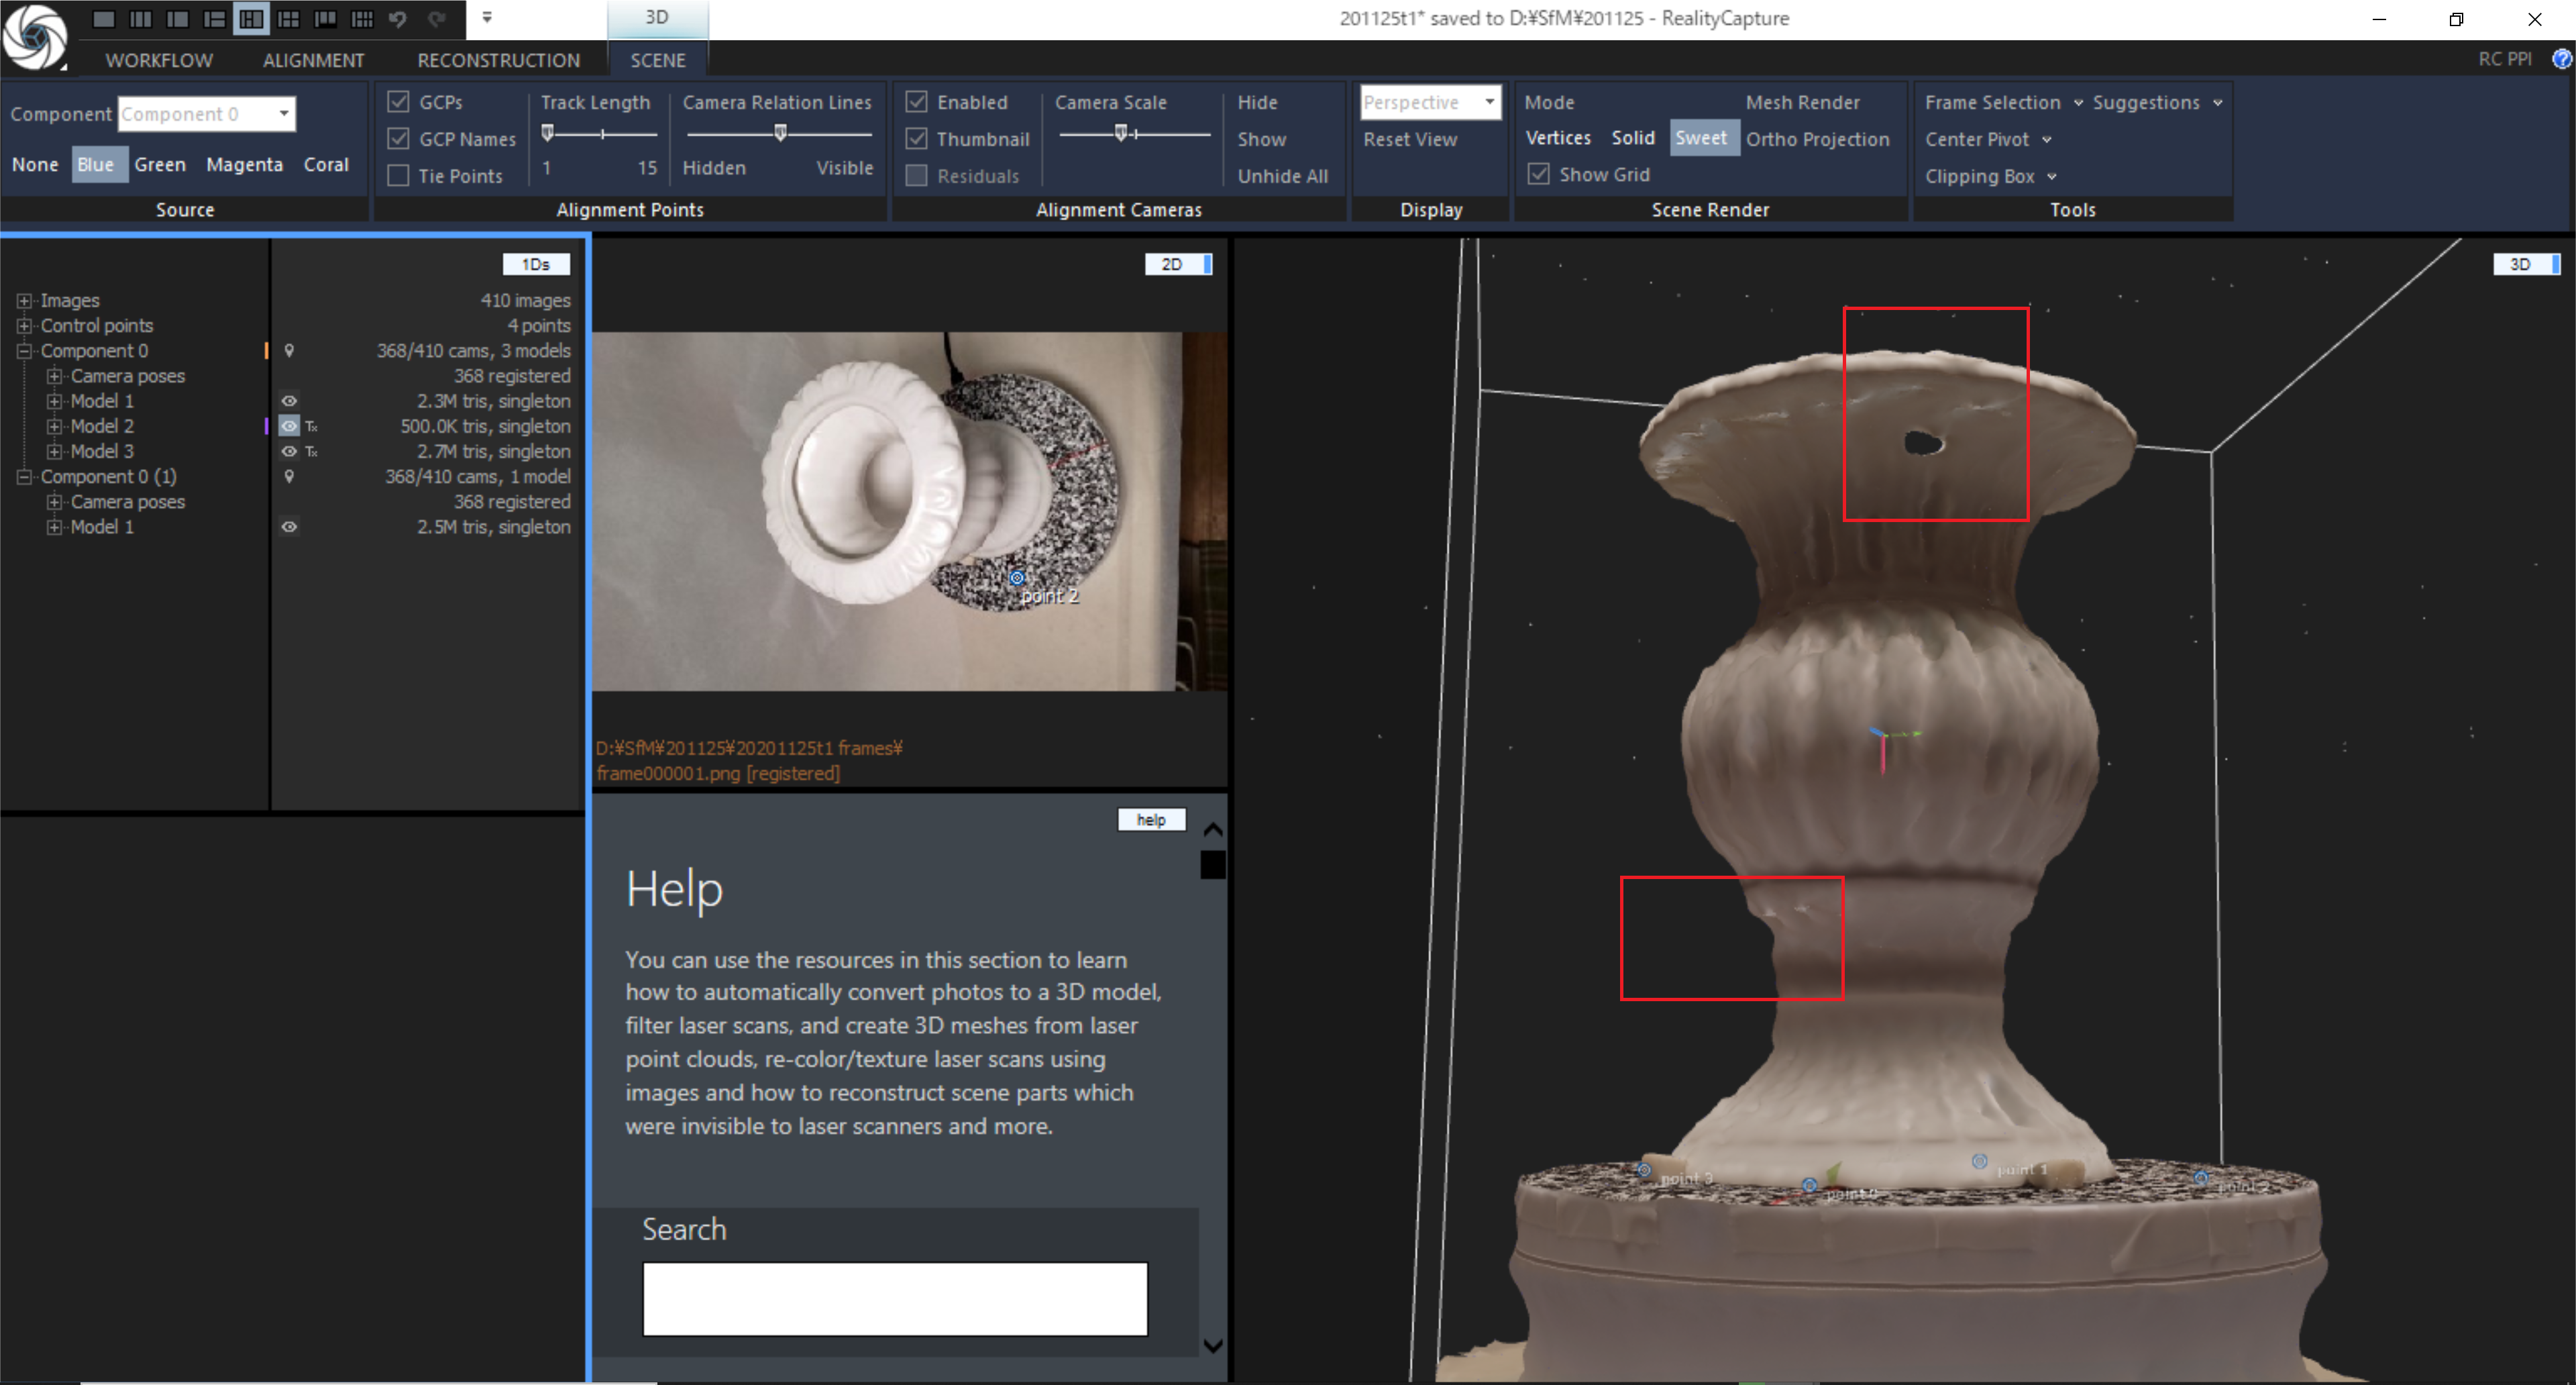 3D
201125t1* saved to D:¥SfM¥201125 - RealityCapture
WORKFLOW ALIGNMENT RECONSTRUCTION SCENE RC PPI
Component Component 0
None Blue Green Magenta Coral
Source
GCPs
GCP Names
Tie Points
Track Length
1 15
Camera Relation Lines
Hidden Visible
Alignment Points
Enabled
Thumbnail
Residuals
Camera Scale
Hide
Show
Unhide All
Alignment Cameras
Perspective
Reset View
Display
Mode
Vertices Solid Sweet
Show Grid
Mesh Render
Ortho Projection
Scene Render
Frame Selection Suggestions
Center Pivot
Clipping Box
Tools
1Ds
Images 410 images
Control points 4 points
Component 0 368/410 cams, 3 models
Camera poses 368 registered
Model 1 2.3M tris, singleton
Model 2 Tx 500.0K tris, singleton
Model 3 Tx 2.7M tris, singleton
Component 0 (1) 368/410 cams, 1 model
Camera poses 368 registered
Model 1 2.5M tris, singleton
2D
point 2
D:¥SfM¥201125¥20201125t1 frames¥
frame000001.png [registered]
help
Help
You can use the resources in this section to learn
how to automatically convert photos to a 3D model,
filter laser scans, and create 3D meshes from laser
point clouds, re-color/texture laser scans using
images and how to reconstruct scene parts which
were invisible to laser scanners and more.
Search
3D
point 3
point 0
point 1
point